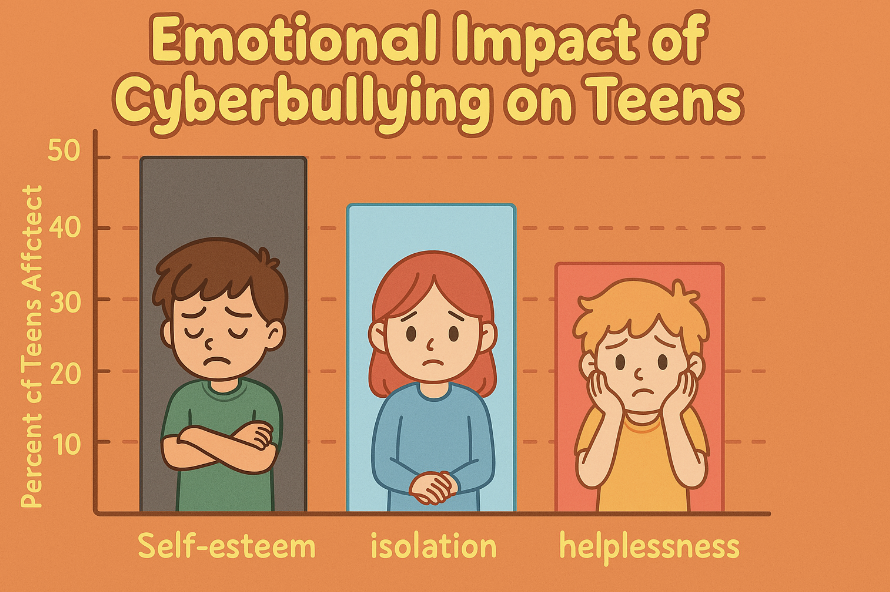 Emotional Impact of
Cyberbullying on Teens
Percent cf Teens Affctect
50
40
30
20
10
Self-esteem
isolation
helplessness